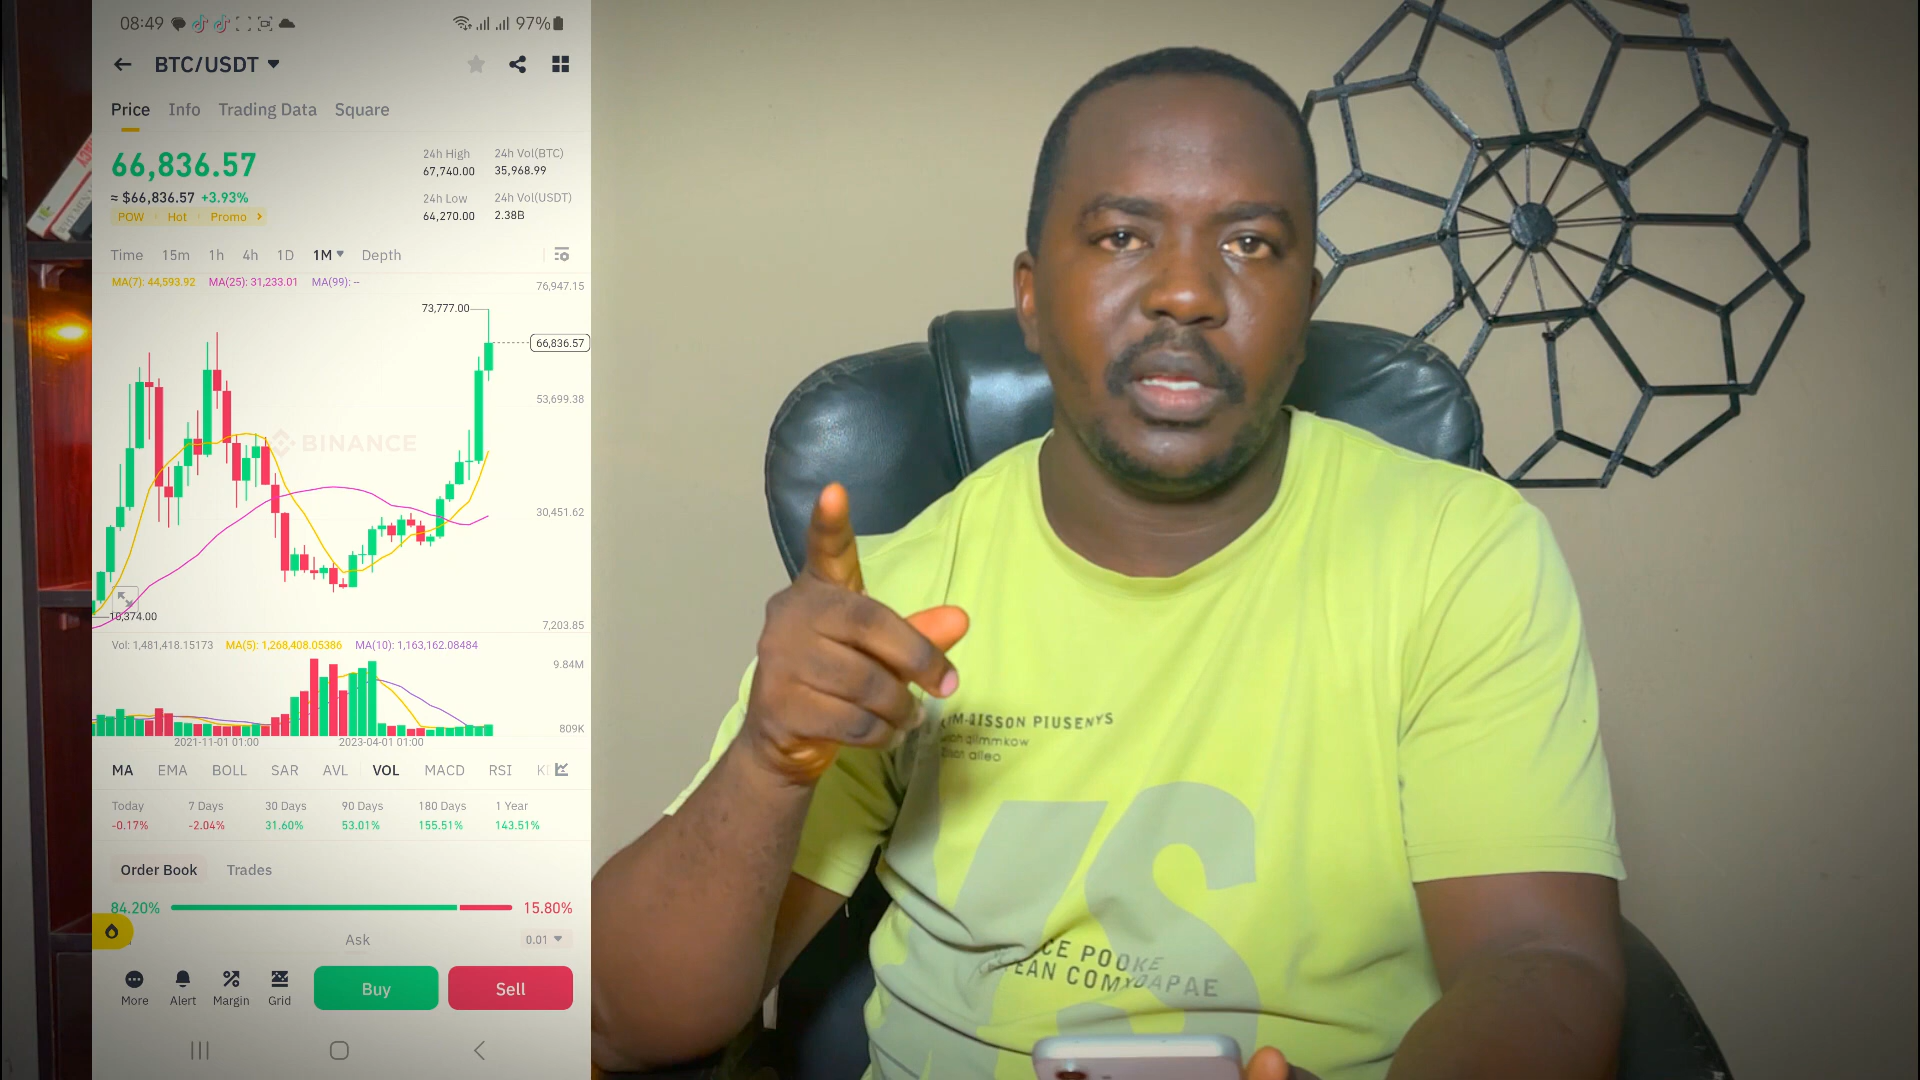 08:49
97%
BTC/USDT
Price Info Trading Data Square
66,836.57
≈ $66,836.57 +3.93%
POW Hot Promo
24h High
67,740.00
24h Vol(BTC)
35,968.99
24h Low
64,270.00
24h Vol(USDT)
2.38B
Time 15m 1h 4h 1D 1M Depth
MA(7): 44,593.92 MA(25): 31,233.01 MA(99): --
76,947.15
73,777.00
66,836.57
53,699.38
BINANCE
30,451.62
10,374.00
7,203.85
Vol: 1,481,418.15173 MA(5): 1,268,408.05386 MA(10): 1,163,162.08484
9.84M
809K
2021-11-01 01:00 2023-04-01 01:00
MA EMA BOLL SAR AVL VOL MACD RSI
Today 7 Days 30 Days 90 Days 180 Days 1 Year
-0.17% -2.04% 31.60% 53.01% 155.51% 143.51%
Order Book Trades
84.20% 15.80%
Ask 0.01
More Alert Margin Grid Buy Sell
PIUSENYS
CE POOKE
EAN